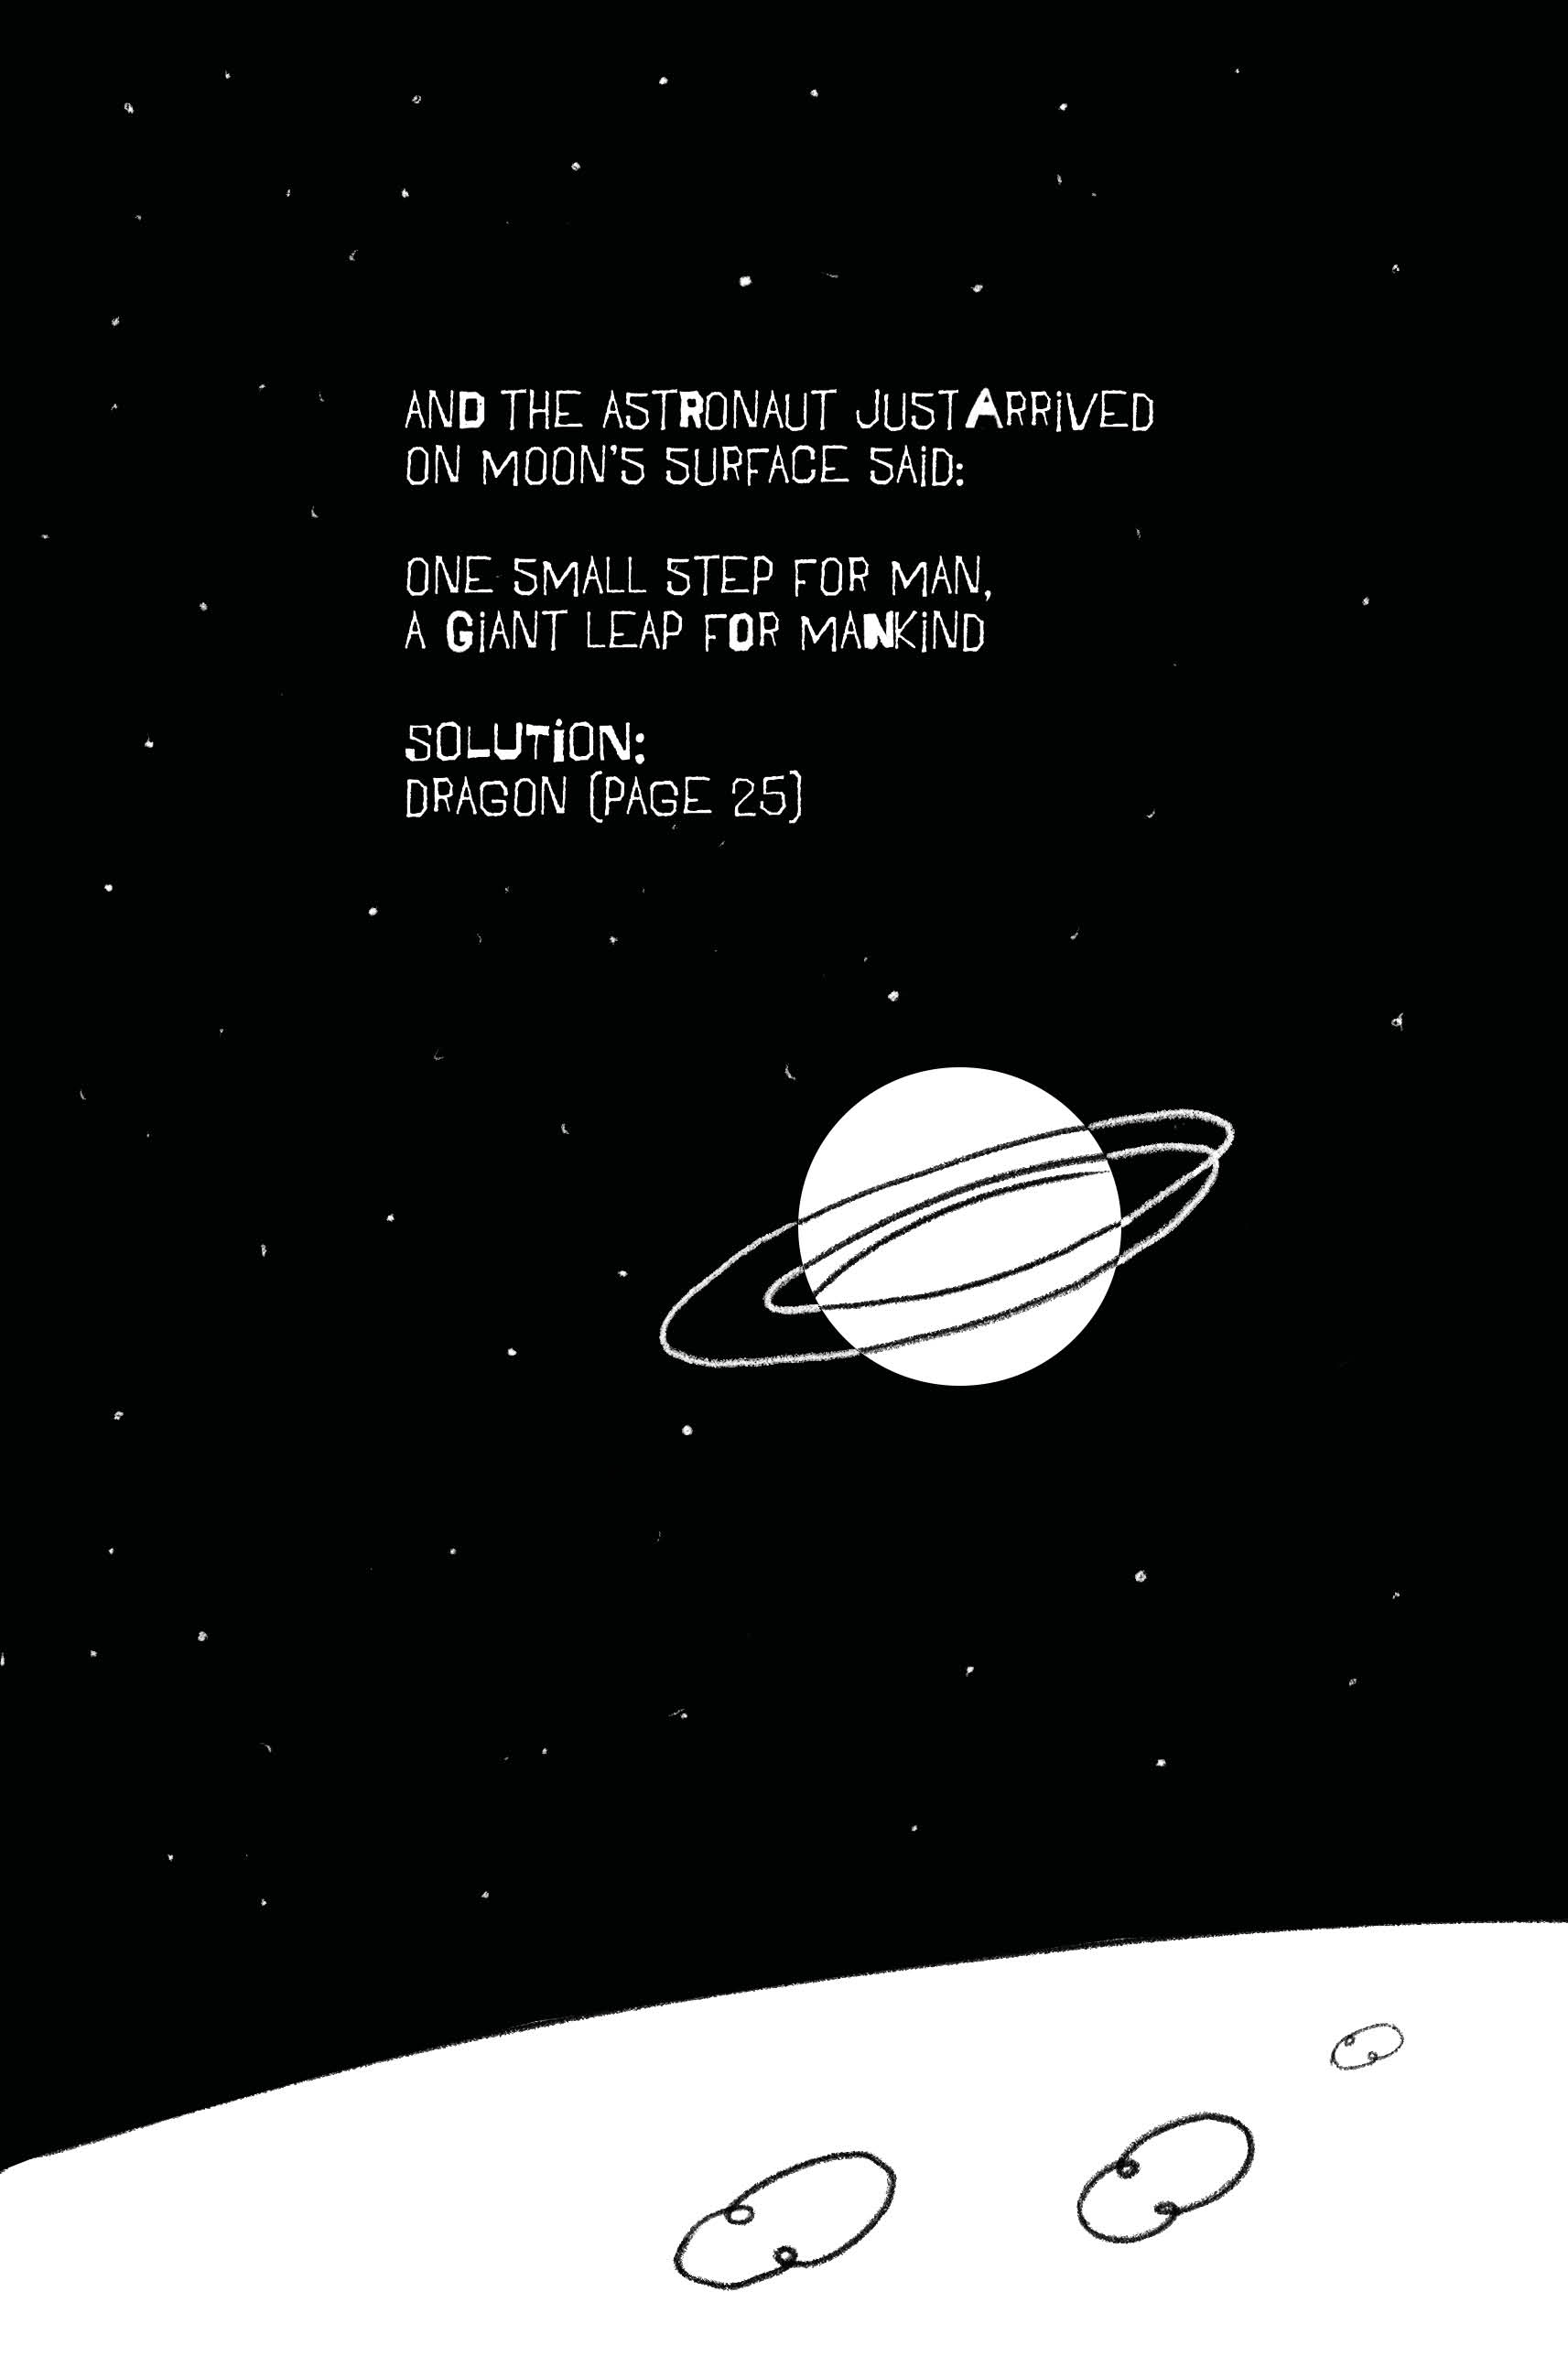 AND THE ASTRONAUT JUST ARRiVED
ON MOON'S SURFACE SAiD:
ONE SMALL STEP FOR MAN,
A GiANT LEAP FOR MANKiND
SOLUTiON:
DRAGON (PAGE 25)